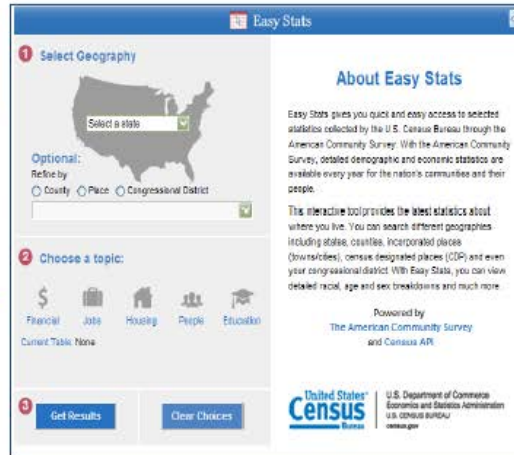 Easy Stats
1 Select Geography
Select a state
Optional:
Refine by
County Place Congressional District
2 Choose a topic:
Financial Jobs Housing People Education
Current Table: None
3 Get Results Clear Choices
About Easy Stats
Easy Stats gives you quick and easy access to selected
statistics collected by the U.S. Census Bureau through the
American Community Survey. With the American Community
Survey, detailed demographic and economic statistics are
available every year for the nation's communities and their
people.
This interactive tool provides the latest statistics about
where you live. You can search different geographies
including states, counties, incorporated places
(towns/cities), census designated places (CDP) and even
your congressional district. With Easy Stats, you can view
detailed racial, age and sex breakdowns and much more.
Powered by
The American Community Survey
and Census API
United States
Census
Bureau
U.S. Department of Commerce
Economics and Statistics Administration
U.S. CENSUS BUREAU
census.gov